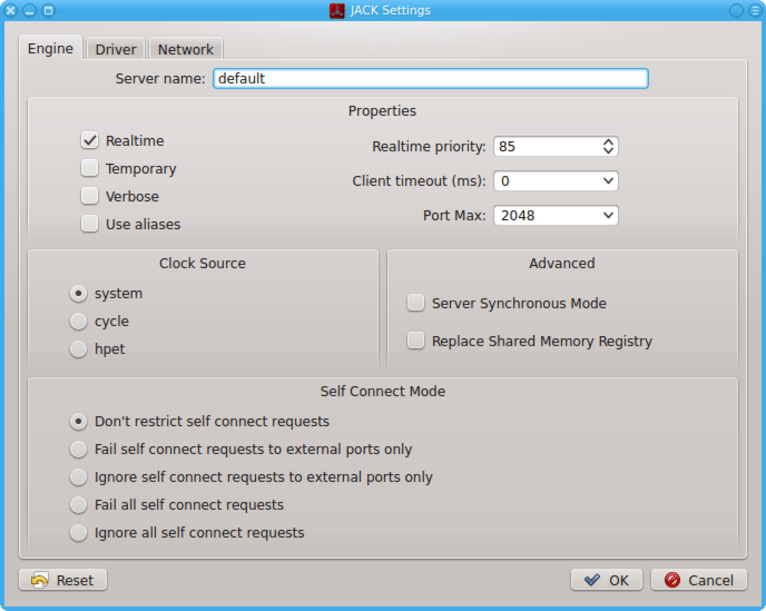 JACK Settings
Engine Driver Network
Server name: default
Properties
Realtime
Temporary
Verbose
Use aliases
Realtime priority: 85
Client timeout (ms): 0
Port Max: 2048
Clock Source
system
cycle
hpet
Advanced
Server Synchronous Mode
Replace Shared Memory Registry
Self Connect Mode
Don't restrict self connect requests
Fail self connect requests to external ports only
Ignore self connect requests to external ports only
Fail all self connect requests
Ignore all self connect requests
Reset OK Cancel